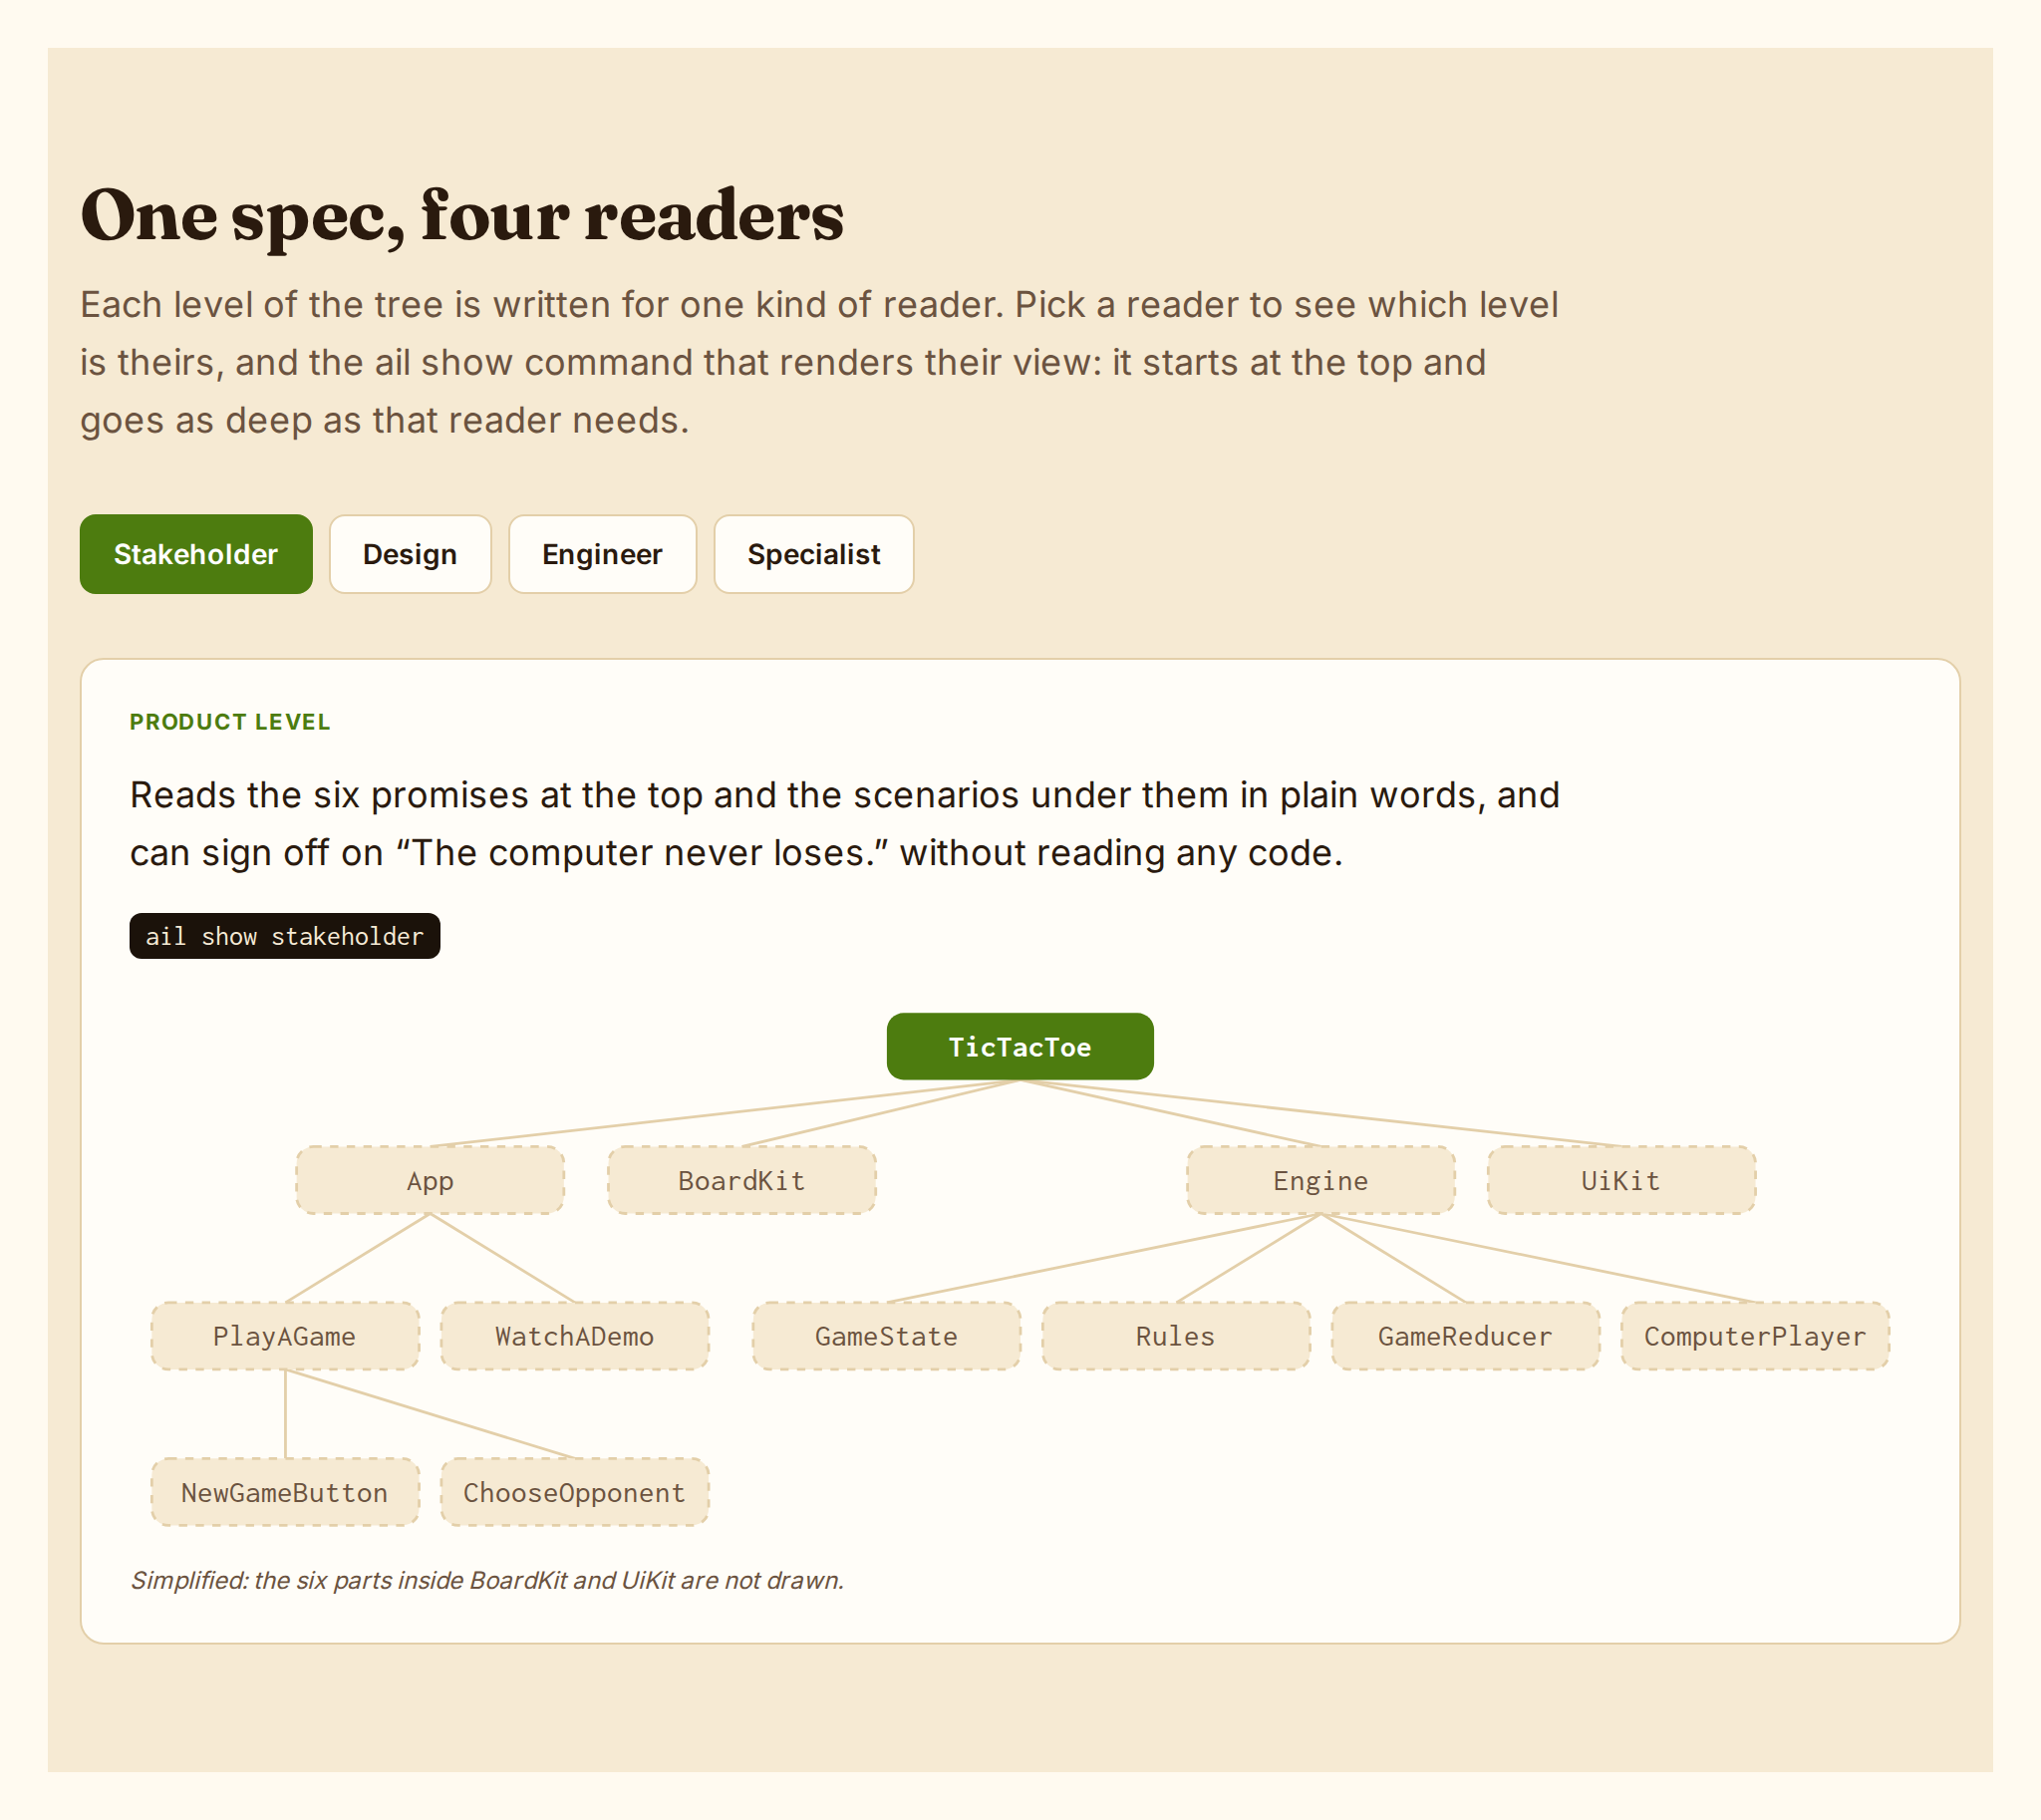 One spec, four readers
Each level of the tree is written for one kind of reader. Pick a reader to see which level
is theirs, and the ail show command that renders their view: it starts at the top and
goes as deep as that reader needs.
Stakeholder
Design
Engineer
Specialist
PRODUCT LEVEL
Reads the six promises at the top and the scenarios under them in plain words, and
can sign off on “The computer never loses.” without reading any code.
ail show stakeholder
TicTacToe
App
BoardKit
Engine
UiKit
PlayAGame
WatchADemo
GameState
Rules
GameReducer
ComputerPlayer
NewGameButton
ChooseOpponent
Simplified: the six parts inside BoardKit and UiKit are not drawn.